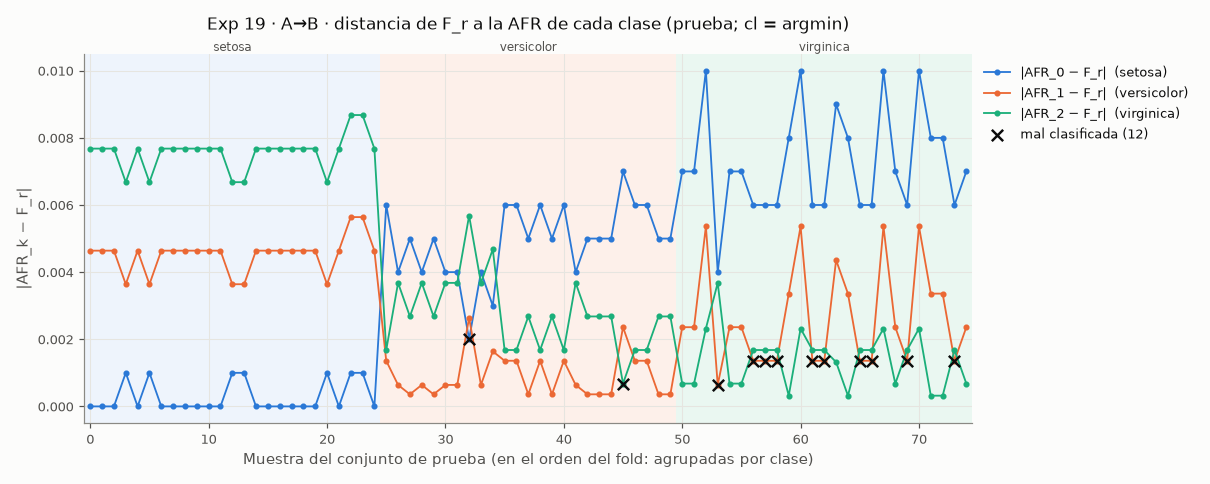 Exp 19 · A→B · distancia de F_r a la AFR de cada clase (prueba; cl = argmin)
setosa
versicolor
virginica
0.010
0.008
0.006
0.004
0.002
0.000
|AFR_k − F_r|
0
10
20
30
40
50
60
70
Muestra del conjunto de prueba (en el orden del fold: agrupadas por clase)
|AFR_0 − F_r| (setosa)
|AFR_1 − F_r| (versicolor)
|AFR_2 − F_r| (virginica)
mal clasificada (12)